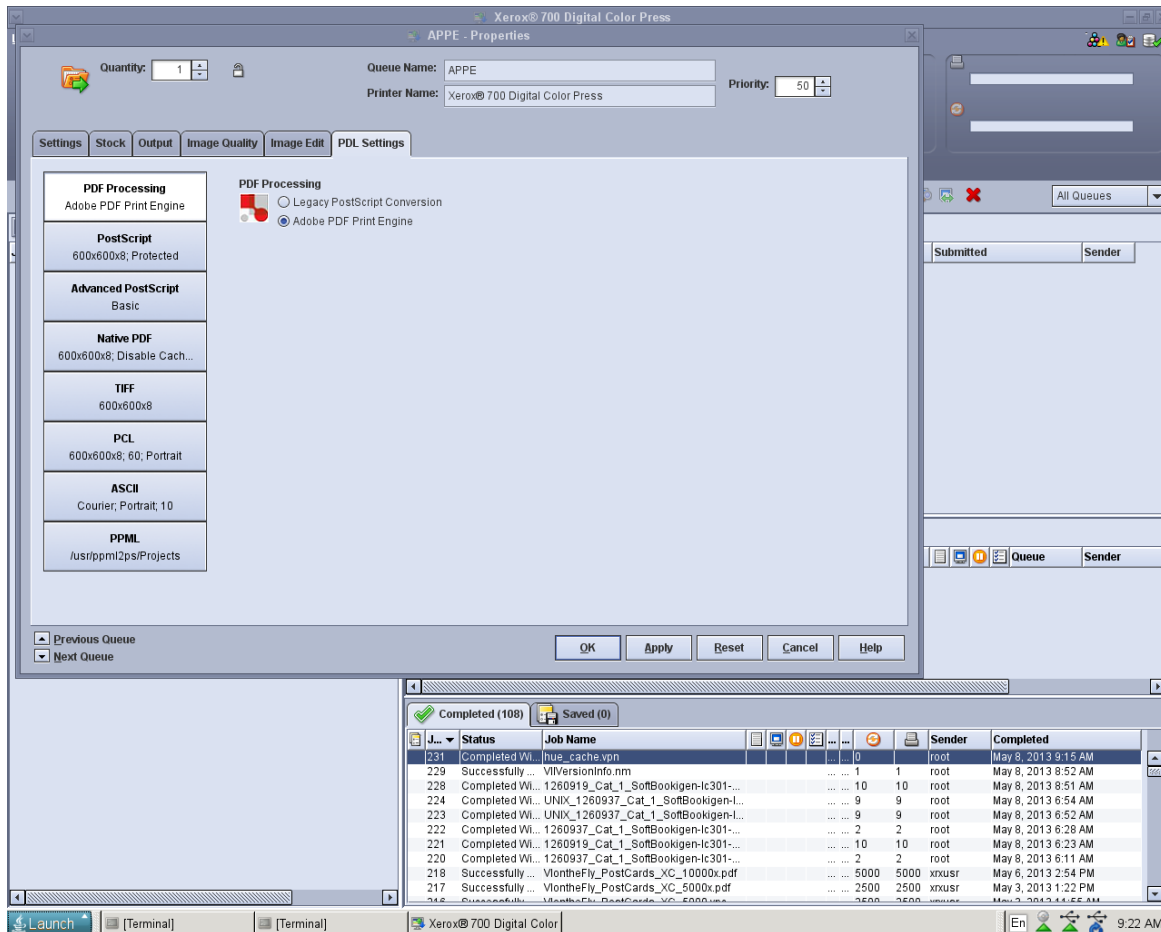 Xerox® 700 Digital Color Press
APPE - Properties
Quantity: 1
Queue Name: APPE
Printer Name: Xerox® 700 Digital Color Press
Priority: 50
Settings Stock Output Image Quality Image Edit PDL Settings
PDF Processing
Adobe PDF Print Engine
PostScript
600x600x8; Protected
Advanced PostScript
Basic
Native PDF
600x600x8; Disable Cach...
TIFF
600x600x8
PCL
600x600x8; 60; Portrait
ASCII
Courier; Portrait; 10
PPML
/usr/ppml2ps/Projects
PDF Processing
Legacy PostScript Conversion
Adobe PDF Print Engine
Previous Queue
Next Queue
OK Apply Reset Cancel Help
All Queues
Submitted Sender
Queue Sender
Completed (108) Saved (0)
J... Status Job Name ... ... Sender Completed
231 Completed Wi... hue_cache.vpn ... ... 0 root May 8, 2013 9:15 AM
229 Successfully ... VIIVersionInfo.nm ... ... 1 1 root May 8, 2013 8:52 AM
228 Completed Wi... 1260919_Cat_1_SoftBookigen-Ic301-... ... ... 10 10 root May 8, 2013 8:51 AM
224 Completed Wi... UNIX_1260937_Cat_1_SoftBookigen-I... ... ... 9 9 root May 8, 2013 6:54 AM
223 Completed Wi... UNIX_1260937_Cat_1_SoftBookigen-I... ... ... 9 9 root May 8, 2013 6:52 AM
222 Completed Wi... 1260937_Cat_1_SoftBookigen-Ic301-... ... ... 2 2 root May 8, 2013 6:28 AM
221 Completed Wi... 1260919_Cat_1_SoftBookigen-Ic301-... ... ... 10 10 root May 8, 2013 6:23 AM
220 Completed Wi... 1260937_Cat_1_SoftBookigen-Ic301-... ... ... 2 2 root May 8, 2013 6:11 AM
218 Successfully ... VIontheFly_PostCards_XC_10000x.pdf ... ... 5000 5000 xrxusr May 6, 2013 2:54 PM
217 Successfully ... VIontheFly_PostCards_XC_5000x.pdf ... ... 2500 2500 xrxusr May 3, 2013 1:22 PM
Launch [Terminal] [Terminal] Xerox® 700 Digital Color En 9:22 AM